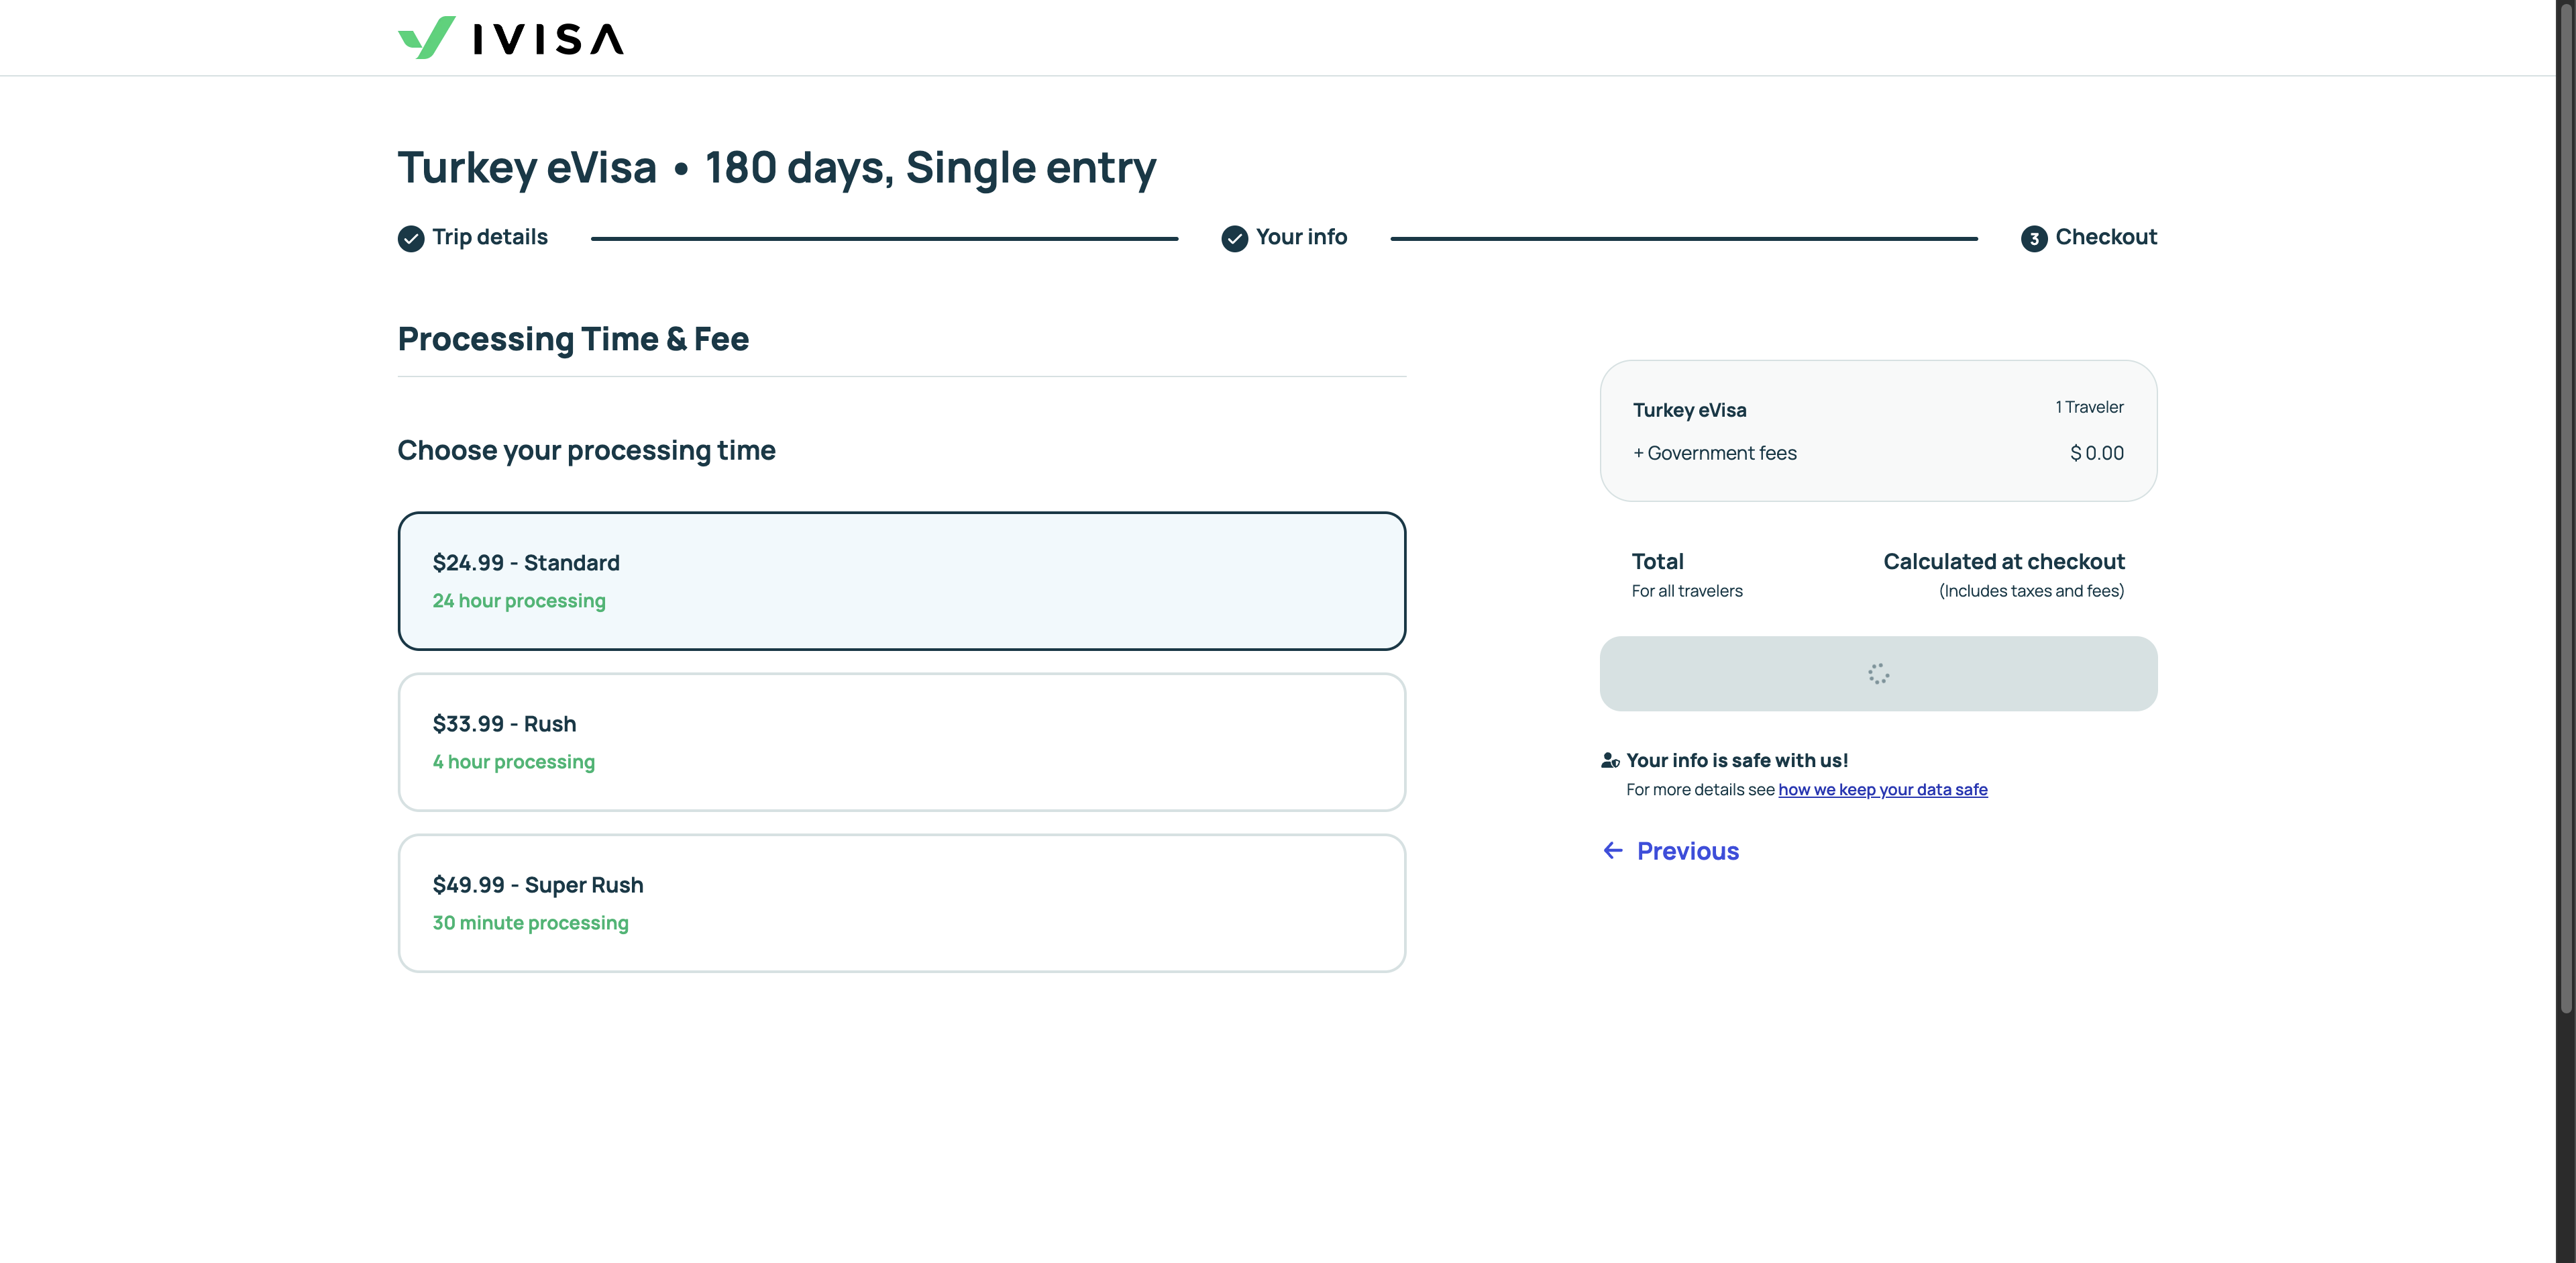 IVISA
Turkey eVisa • 180 days, Single entry
Trip details
Your info
3 Checkout
Processing Time & Fee
Choose your processing time
$24.99 - Standard
24 hour processing
$33.99 - Rush
4 hour processing
$49.99 - Super Rush
30 minute processing
Turkey eVisa 1 Traveler
+ Government fees $ 0.00
Total Calculated at checkout
For all travelers (Includes taxes and fees)
Your info is safe with us!
For more details see how we keep your data safe
← Previous